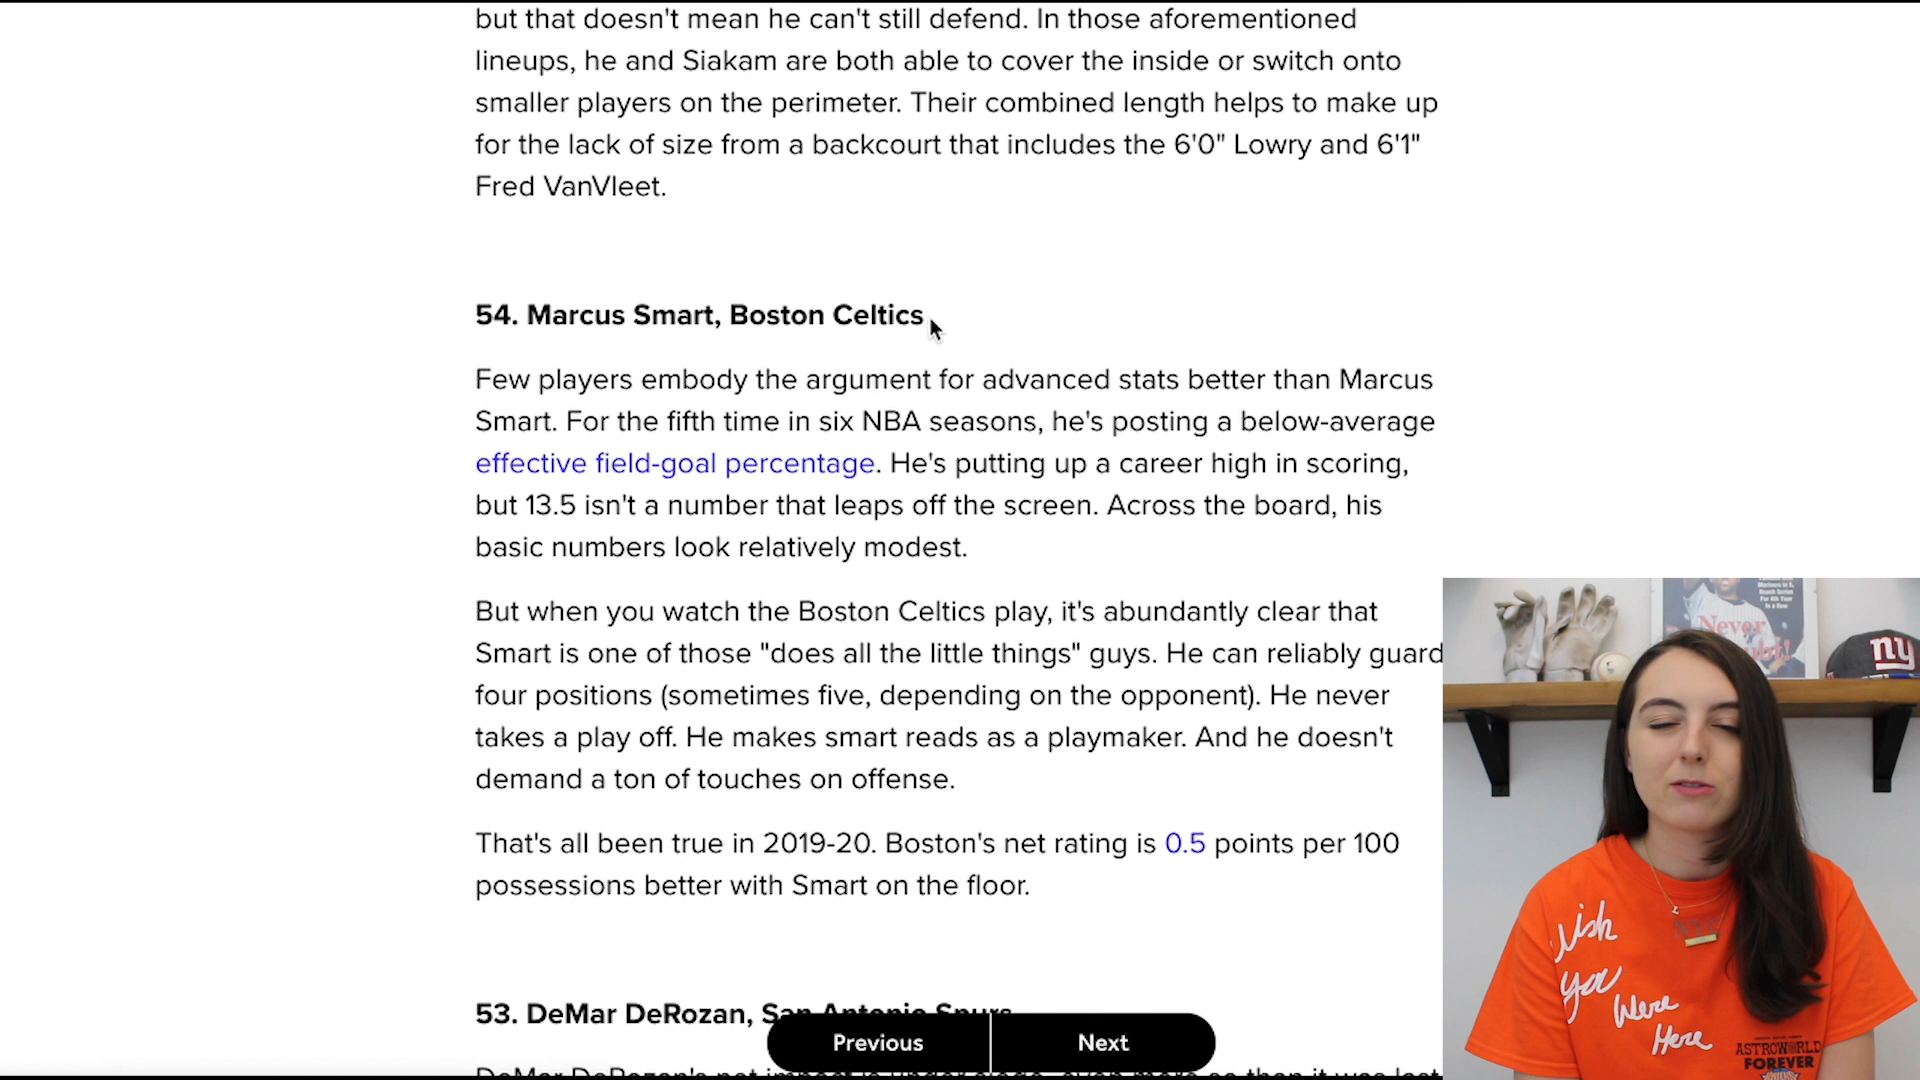 but that doesn't mean he can't still defend. In those aforementioned
lineups, he and Siakam are both able to cover the inside or switch onto
smaller players on the perimeter. Their combined length helps to make up
for the lack of size from a backcourt that includes the 6'0" Lowry and 6'1"
Fred VanVleet.
54. Marcus Smart, Boston Celtics
Few players embody the argument for advanced stats better than Marcus
Smart. For the fifth time in six NBA seasons, he's posting a below-average
effective field-goal percentage. He's putting up a career high in scoring,
but 13.5 isn't a number that leaps off the screen. Across the board, his
basic numbers look relatively modest.
But when you watch the Boston Celtics play, it's abundantly clear that
Smart is one of those "does all the little things" guys. He can reliably guard
four positions (sometimes five, depending on the opponent). He never
takes a play off. He makes smart reads as a playmaker. And he doesn't
demand a ton of touches on offense.
That's all been true in 2019-20. Boston's net rating is 0.5 points per 100
possessions better with Smart on the floor.
53. DeMar DeRozan, San Antonio Spurs
Previous
Next
Never
ny
Wish
You
Were
Here
ASTROWORLD
FOREVER